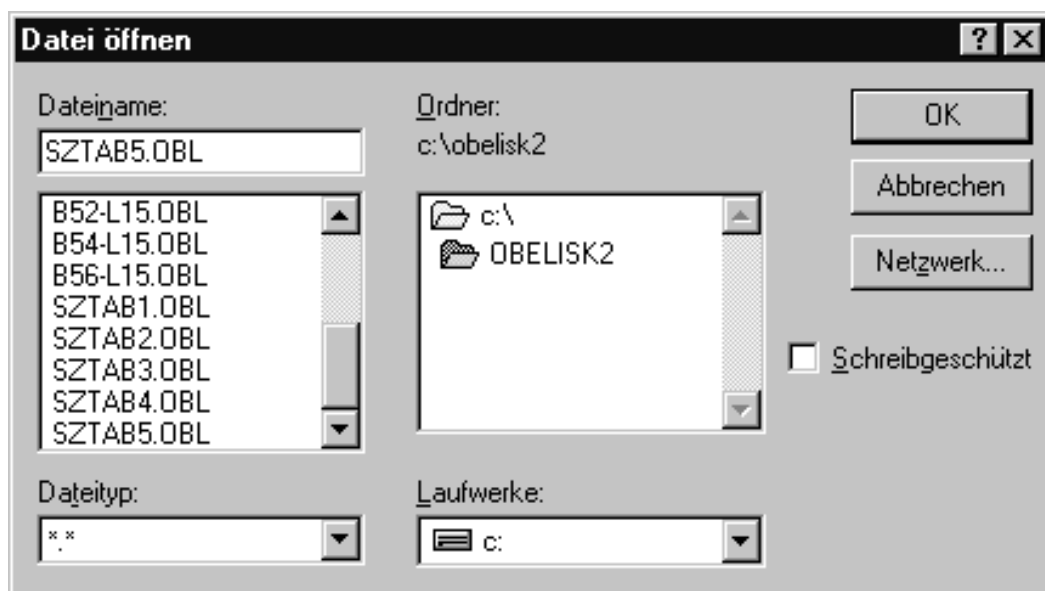 Datei öffnen
Dateiname:
SZTAB5.OBL
B52-L15.OBL
B54-L15.OBL
B56-L15.OBL
SZTAB1.OBL
SZTAB2.OBL
SZTAB3.OBL
SZTAB4.OBL
SZTAB5.OBL
Dateityp:
*.*
Ordner:
c:\obelisk2
c:\
OBELISK2
Laufwerke:
c:
OK
Abbrechen
Netzwerk...
Schreibgeschützt